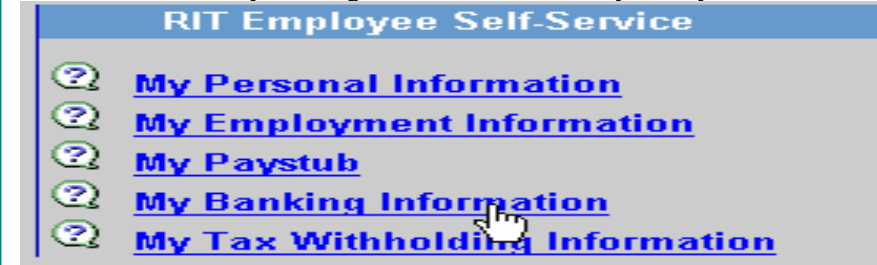 RIT Employee Self-Service
My Personal Information
My Employment Information
My Paystub
My Banking Information
My Tax Withholding Information